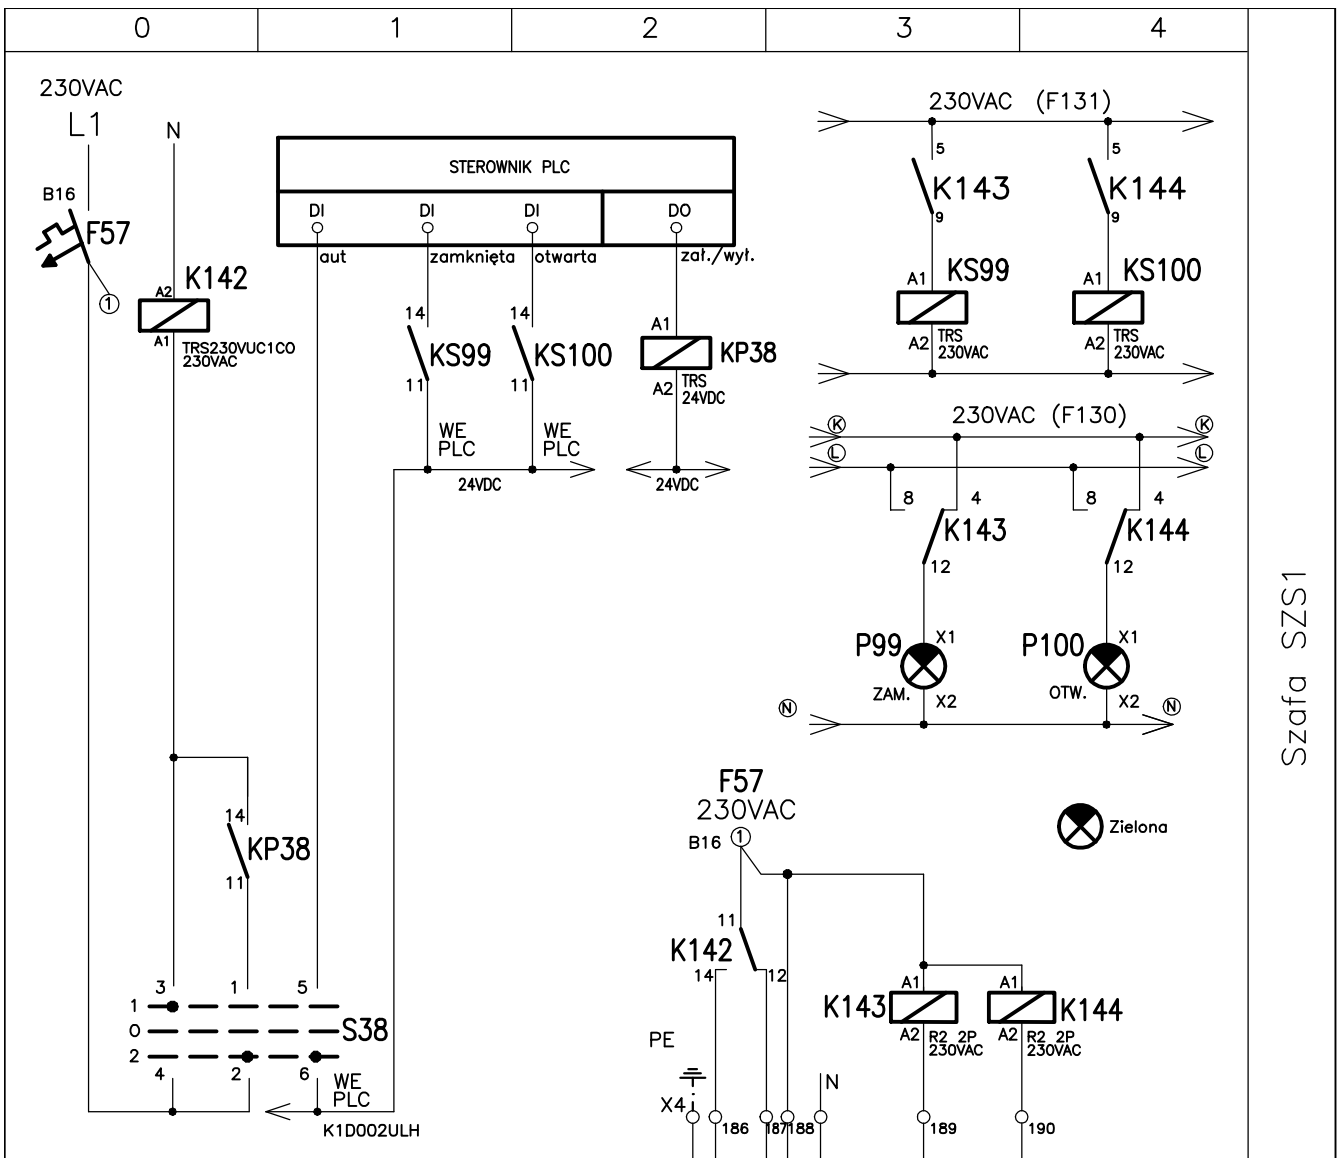 0 1 2 3 4
230VAC
L1
N
B16
F57
1
K142
A2
A1
TRS230VUC1CO
230VAC
STEROWNIK PLC
DI DI DI DO
aut zamknięta otwarta zał./wył.
14 14
KS99 KS100
11 11
A1
KP38
A2
TRS
24VDC
WE
PLC
WE
PLC
24VDC 24VDC
230VAC (F131)
5 5
K143 K144
9 9
KS99 KS100
A1 A1
A2 TRS
230VAC
A2 TRS
230VAC
230VAC (F130)
K K
L L
8 4 8 4
K143 K144
12 12
P99 X1 P100 X1
ZAM. X2 OTW. X2
N N
Zielona
Szafa SZS1
14
KP38
11
3 1 5
1
0 S38
2
4 2 6
WE
PLC
K1D002ULH
F57
230VAC
B16 1
11
K142
14 12
A1 A1
K143 K144
A2 R2 2P
230VAC
A2 R2 2P
230VAC
PE
N
X4
186 187 188 189 190